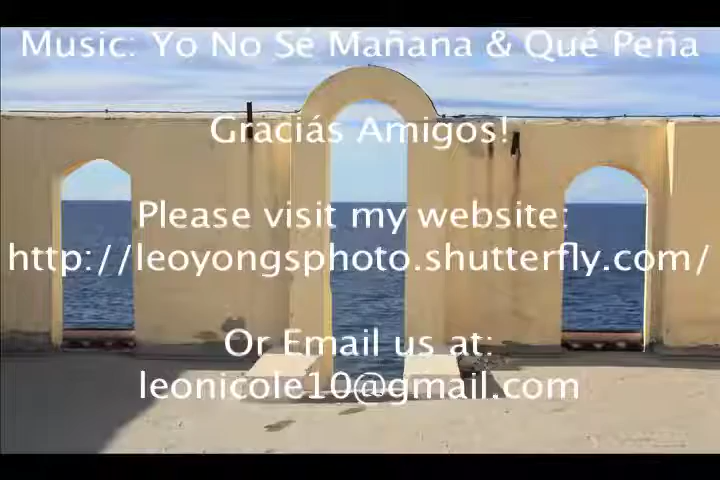 Music: Yo No Sé Mañana & Qué Peña
Graciás Amigos!
Please visit my website:
http://leoyongsphoto.shutterfly.com/
Or Email us at:
leonicole10@gmail.com